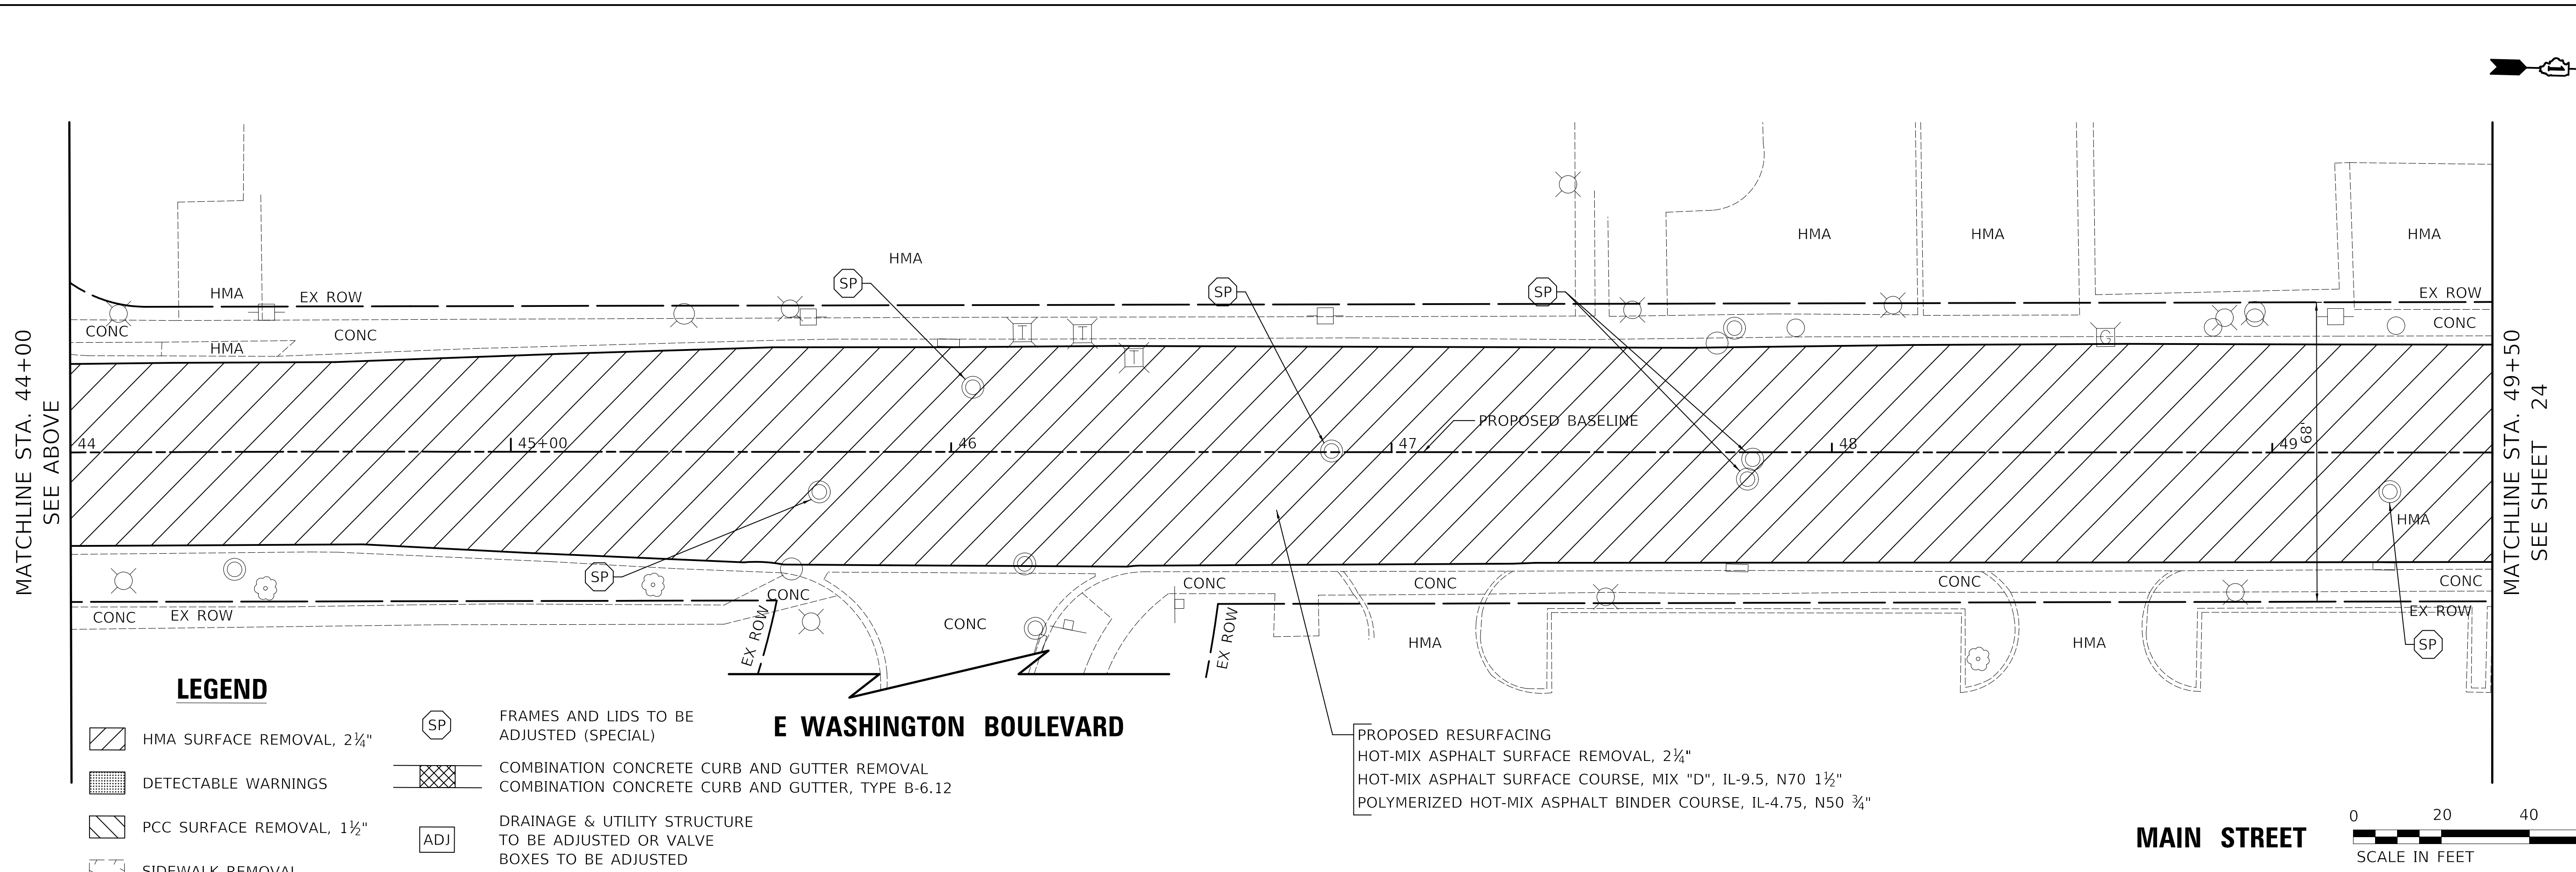 HMA
SP
HMA
HMA
HMA
SP
SP
HMA
EX ROW
EX ROW
CONC
CONC
CONC
HMA
T
T
T
G
MATCHLINE STA. 44+00
SEE ABOVE
MATCHLINE STA. 49+50
SEE SHEET 24
PROPOSED BASELINE
44
45+00
46
47
48
49
68'
HMA
SP
CONC
CONC
CONC
CONC
CONC
CONC
EX ROW
CONC
EX ROW
EX ROW
EX ROW
HMA
HMA
SP
LEGEND
HMA SURFACE REMOVAL, 2¼"
DETECTABLE WARNINGS
PCC SURFACE REMOVAL, 1½"
SIDEWALK REMOVAL
SP
FRAMES AND LIDS TO BE
ADJUSTED (SPECIAL)
COMBINATION CONCRETE CURB AND GUTTER REMOVAL
COMBINATION CONCRETE CURB AND GUTTER, TYPE B-6.12
ADJ
DRAINAGE & UTILITY STRUCTURE
TO BE ADJUSTED OR VALVE
BOXES TO BE ADJUSTED
E WASHINGTON BOULEVARD
PROPOSED RESURFACING
HOT-MIX ASPHALT SURFACE REMOVAL, 2¼"
HOT-MIX ASPHALT SURFACE COURSE, MIX "D", IL-9.5, N70 1½"
POLYMERIZED HOT-MIX ASPHALT BINDER COURSE, IL-4.75, N50 ¾"
MAIN STREET
0 20 40
SCALE IN FEET